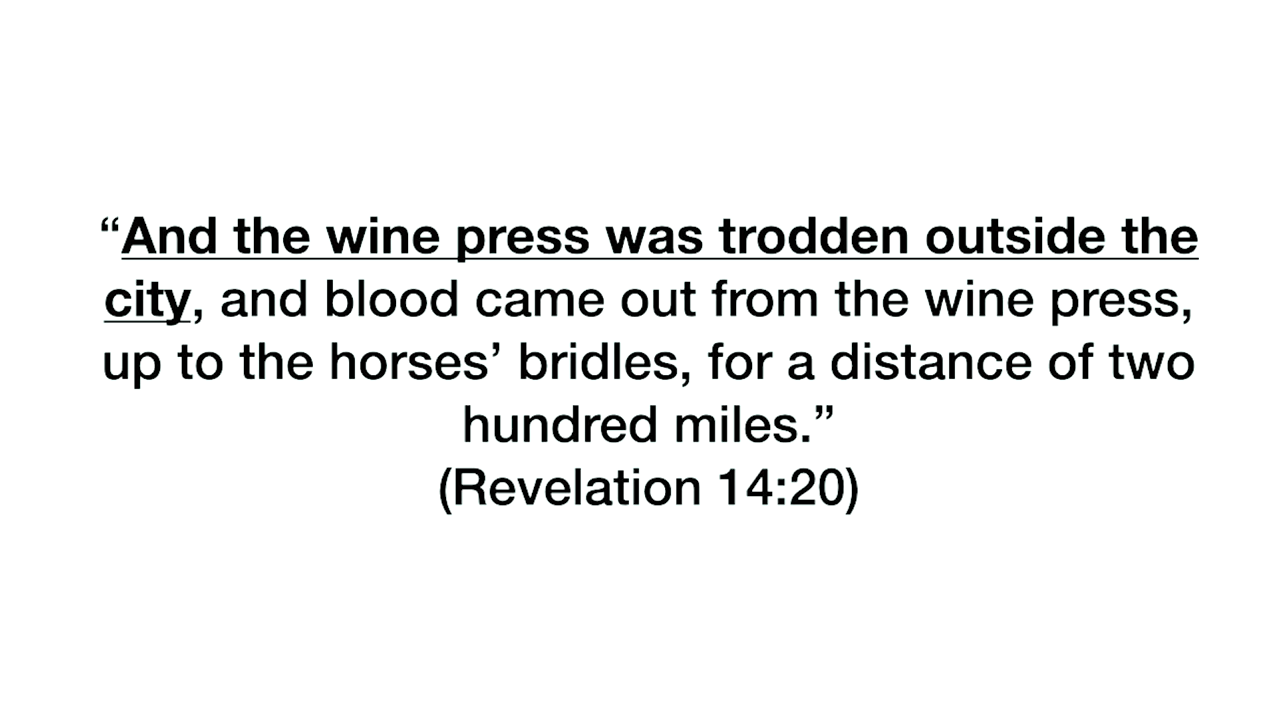 “And the wine press was trodden outside the
city, and blood came out from the wine press,
up to the horses’ bridles, for a distance of two
hundred miles.”
(Revelation 14:20)